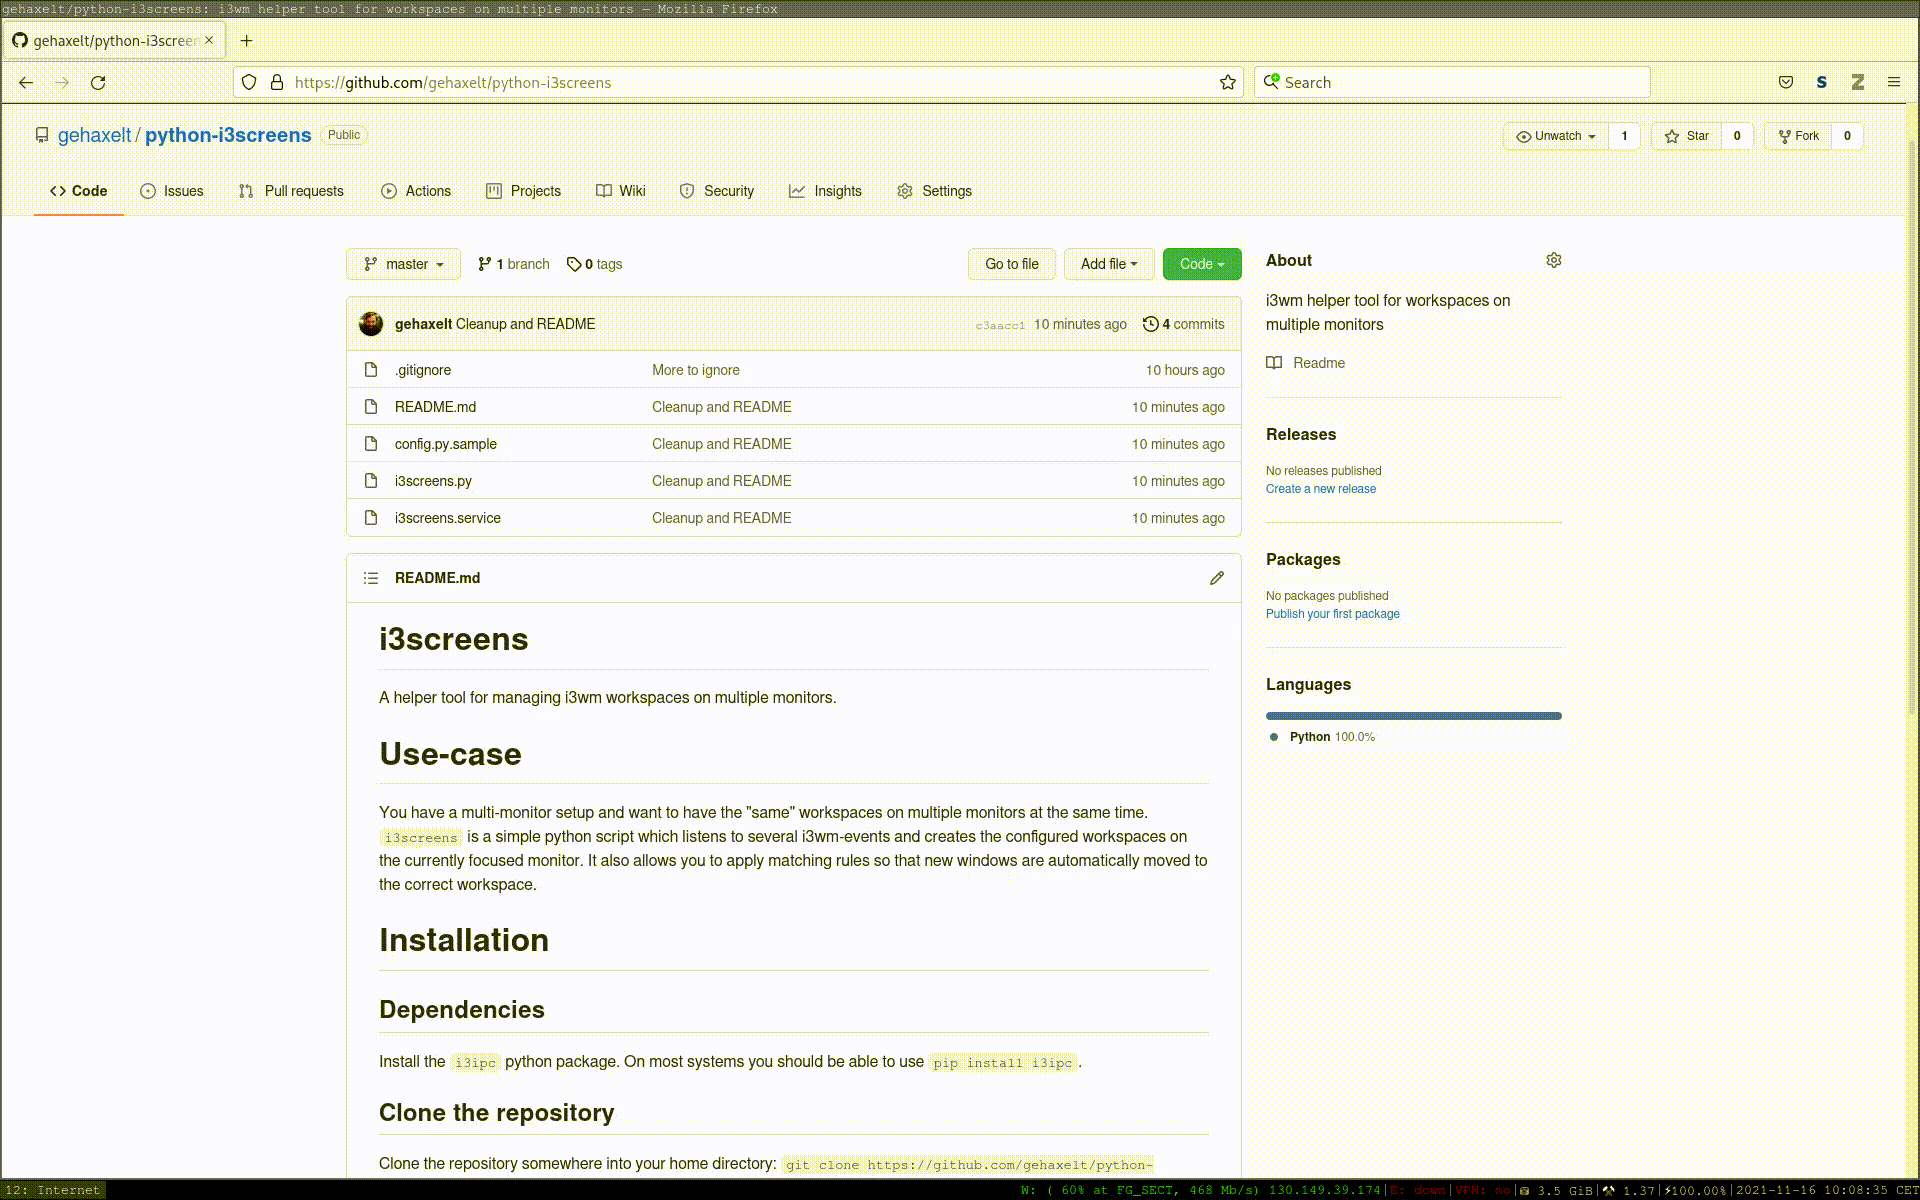 gehaxelt/python-i3screens: i3wm helper tool for workspaces on multiple monitors — Mozilla Firefox
gehaxelt/python-i3screen
https://github.com/gehaxelt/python-i3screens
Search
S
Z
gehaxelt / python-i3screens Public
Unwatch 1
Star 0
Fork 0
Code
Issues
Pull requests
Actions
Projects
Wiki
Security
Insights
Settings
master
1 branch
0 tags
Go to file
Add file
Code
gehaxelt Cleanup and README c3aacc1 10 minutes ago 4 commits
.gitignore More to ignore 10 hours ago
README.md Cleanup and README 10 minutes ago
config.py.sample Cleanup and README 10 minutes ago
i3screens.py Cleanup and README 10 minutes ago
i3screens.service Cleanup and README 10 minutes ago
README.md
i3screens
A helper tool for managing i3wm workspaces on multiple monitors.
Use-case
You have a multi-monitor setup and want to have the "same" workspaces on multiple monitors at the same time.
i3screens is a simple python script which listens to several i3wm-events and creates the configured workspaces on
the currently focused monitor. It also allows you to apply matching rules so that new windows are automatically moved to
the correct workspace.
Installation
Dependencies
Install the i3ipc python package. On most systems you should be able to use pip install i3ipc .
Clone the repository
Clone the repository somewhere into your home directory: git clone https://github.com/gehaxelt/python-
About
i3wm helper tool for workspaces on
multiple monitors
Readme
Releases
No releases published
Create a new release
Packages
No packages published
Publish your first package
Languages
Python 100.0%
12: Internet
W: ( 60% at FG_SECT, 468 Mb/s) 130.149.39.174|E: down|VPN: no| 3.5 GiB| 1.37|⚡100.00%|2021-11-16 10:08:35 CET